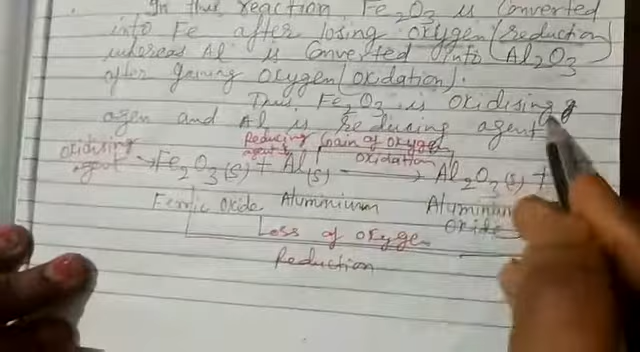 In this reaction Fe2O3 is converted
into Fe after losing oxygen (reduction)
whereas Al is converted into (Al2O3
after gaining oxygen (oxidation).
Thus, Fe2O3 is oxidising
agen and Al is reducing agent
Reducing Gain of oxygen
agent
oxidising
agent
oxidation
Fe2O3(s) + Al(s) → Al2O3(s) +
Ferric oxide Aluminium Aluminium
oxide
Loss of oxygen
Reduction